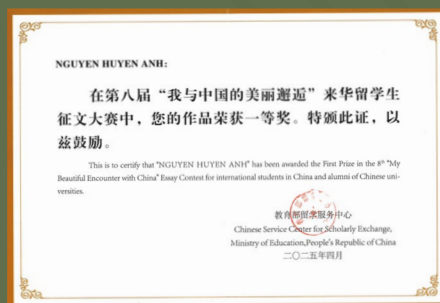 NGUYEN HUYEN ANH:
在第八届“我与中国的美丽邂逅”来华留学生
征文大赛中，您的作品荣获一等奖。特颁此证，以
兹鼓励。
This is to certify that "NGUYEN HUYEN ANH" has been awarded the First Prize in the 8th "My
Beautiful Encounter with China" Essay Contest for international students in China and alumni of Chinese uni-
versities.
教育部留学服务中心
Chinese Service Center for Scholarly Exchange,
Ministry of Education,People's Republic of China
二〇二五年四月